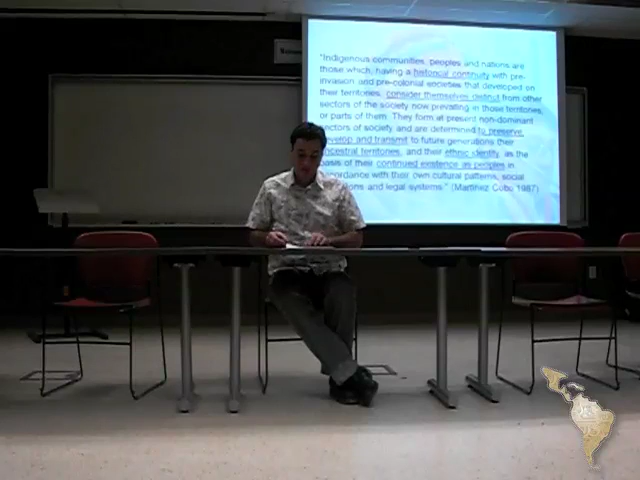 "Indigenous communities, peoples and nations are
those which, having a historical continuity with pre-
invasion and pre-colonial societies that developed on
their territories, consider themselves distinct from other
sectors of the society now prevailing in those territories,
or parts of them. They form at present non-dominant
sectors of society and are determined to preserve,
develop and transmit to future generations their
ancestral territories, and their ethnic identity, as the
basis of their continued existence as peoples in
accordance with their own cultural patterns, social
and legal systems." (Martinez Cobo 1987)